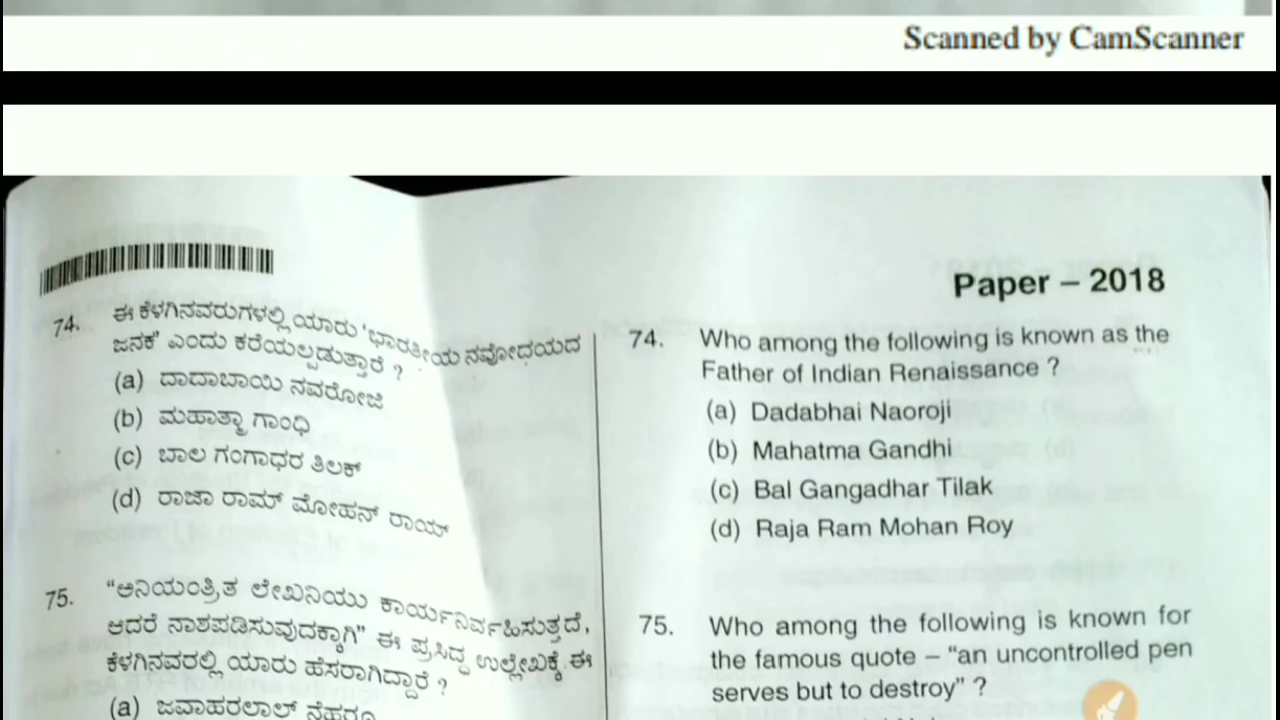 Scanned by CamScanner
Paper – 2018
74. ಈ ಕೆಳಗಿನವರುಗಳಲ್ಲಿ ಯಾರು ‘ಭಾರತೀಯ ನವೋದಯದ
ಜನಕ’ ಎಂದು ಕರೆಯಲ್ಪಡುತ್ತಾರೆ ?
(a) ದಾದಾಬಾಯಿ ನವರೋಜಿ
(b) ಮಹಾತ್ಮಾ ಗಾಂಧಿ
(c) ಬಾಲ ಗಂಗಾಧರ ತಿಲಕ್
(d) ರಾಜಾ ರಾಮ್ ಮೋಹನ್ ರಾಯ್
75. “ಅನಿಯಂತ್ರಿತ ಲೇಖನಿಯು ಕಾರ್ಯನಿರ್ವಹಿಸುತ್ತದೆ,
ಆದರೆ ನಾಶಪಡಿಸುವುದಕ್ಕಾಗಿ” ಈ ಪ್ರಸಿದ್ಧ ಉಲ್ಲೇಖಕ್ಕೆ ಈ
ಕೆಳಗಿನವರಲ್ಲಿ ಯಾರು ಹೆಸರಾಗಿದ್ದಾರೆ ?
(a) ಜವಾಹರಲಾಲ್ ನೆಹರೂ
74. Who among the following is known as the
Father of Indian Renaissance ?
(a) Dadabhai Naoroji
(b) Mahatma Gandhi
(c) Bal Gangadhar Tilak
(d) Raja Ram Mohan Roy
75. Who among the following is known for
the famous quote – “an uncontrolled pen
serves but to destroy” ?